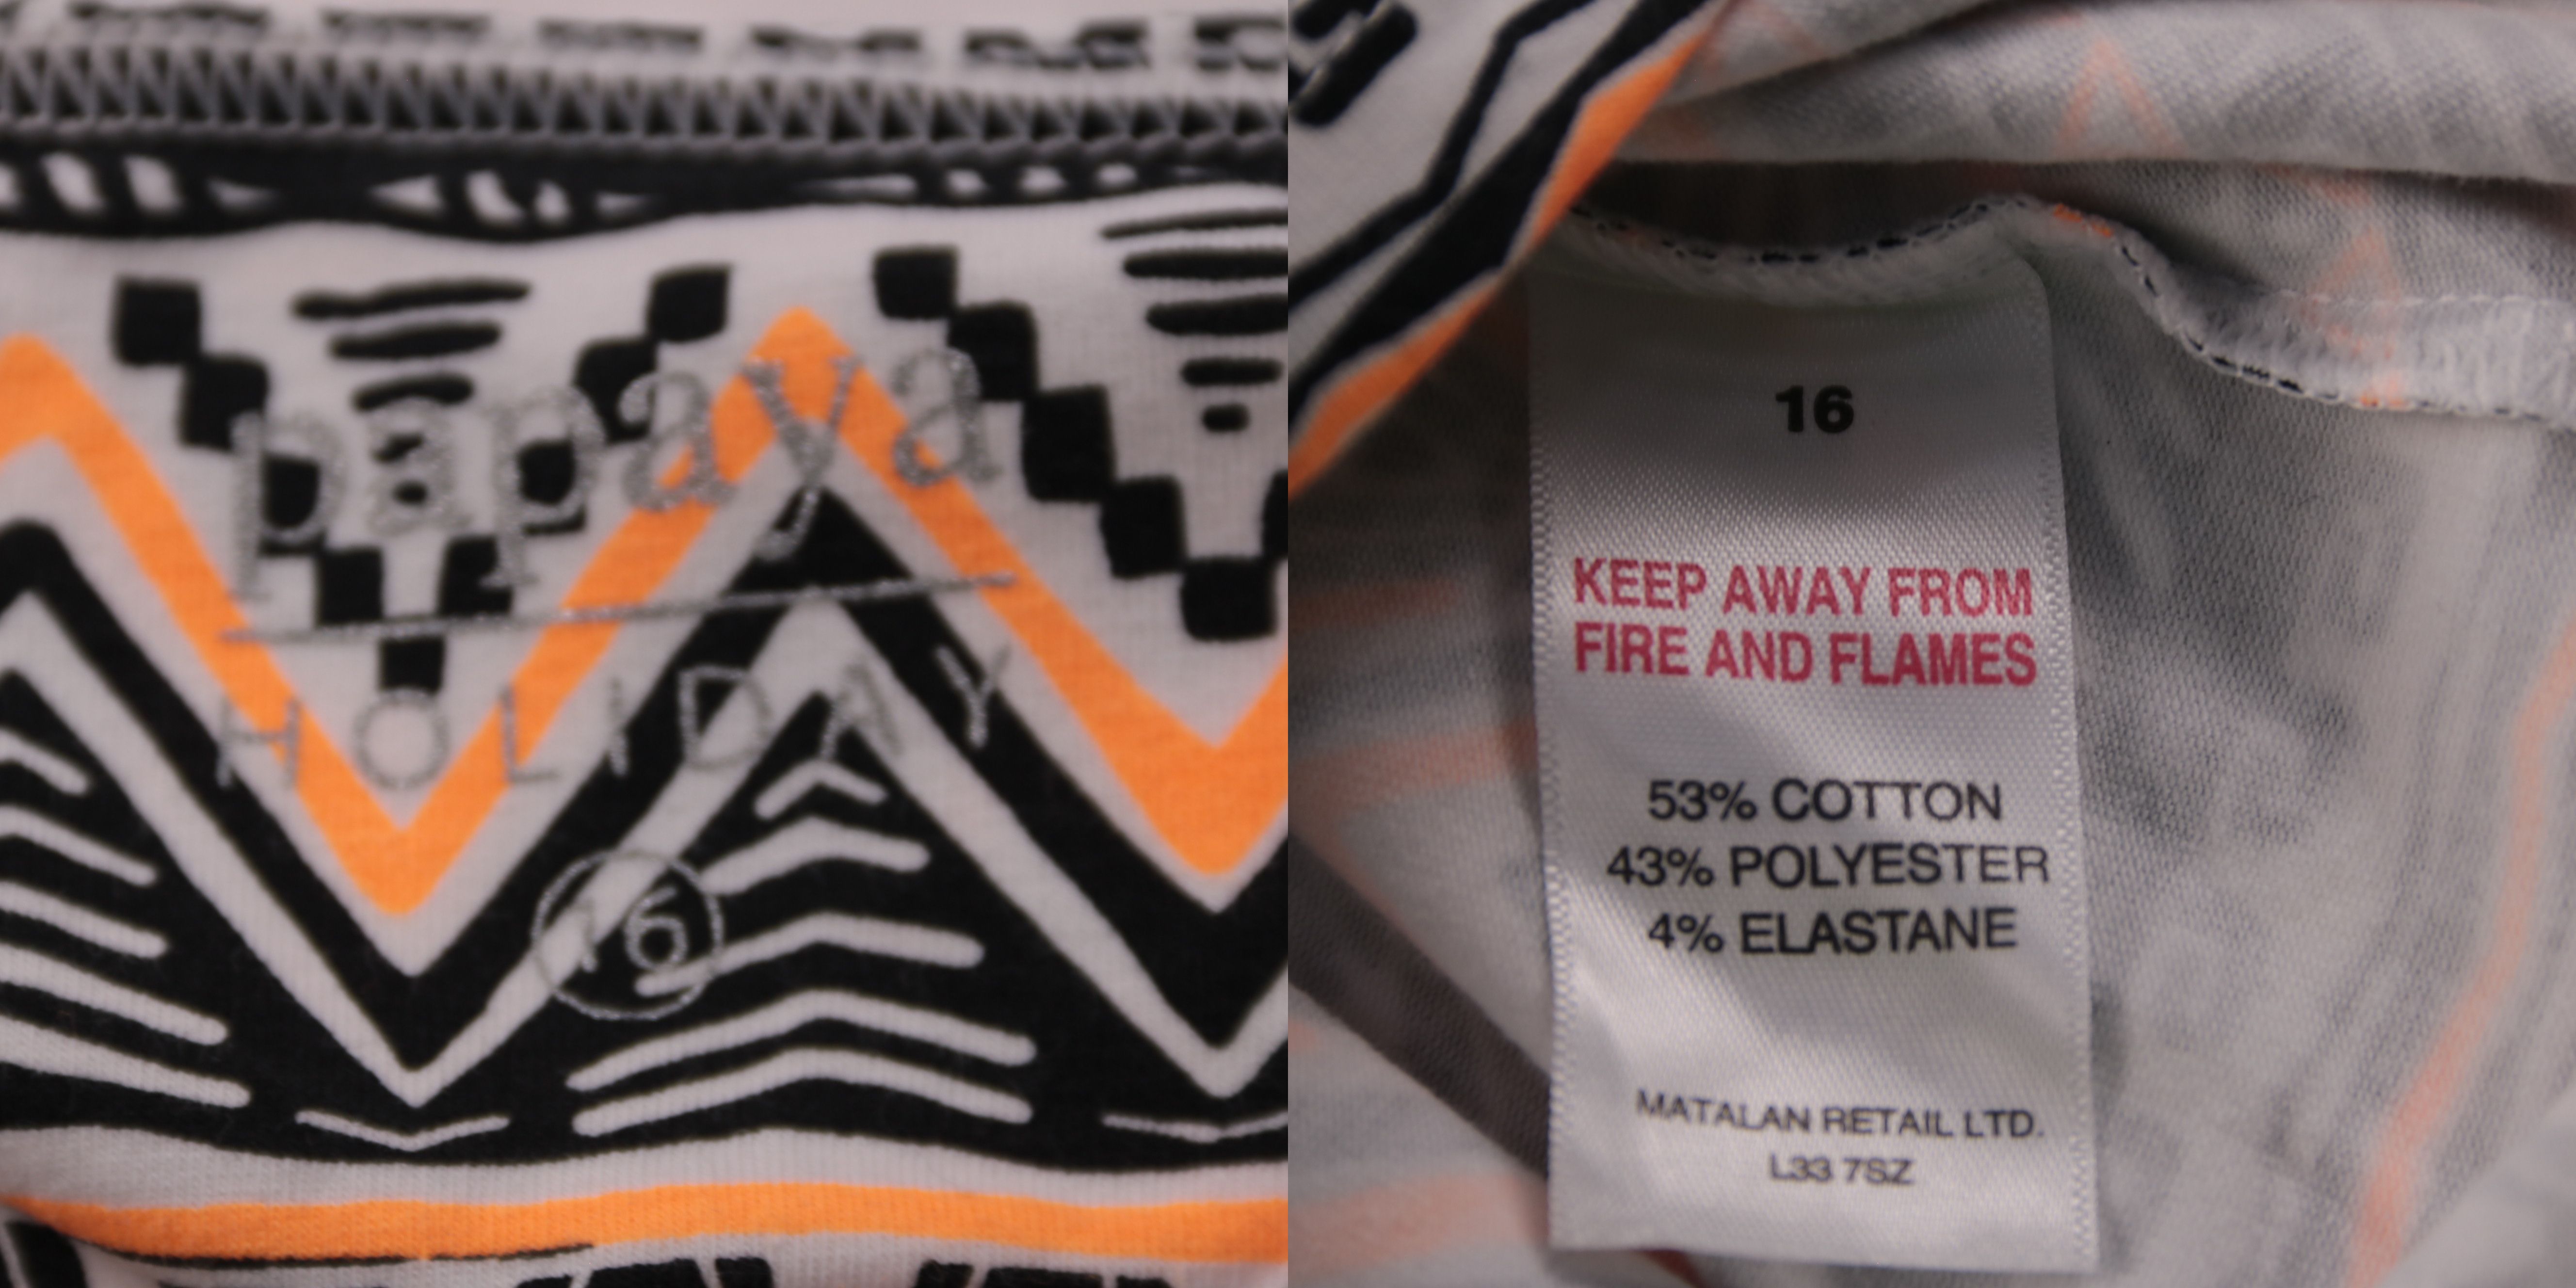 papaya
HOLIDAY
16
16
KEEP AWAY FROM
FIRE AND FLAMES
53% COTTON
43% POLYESTER
4% ELASTANE
MATALAN RETAIL LTD.
L33 7SZ